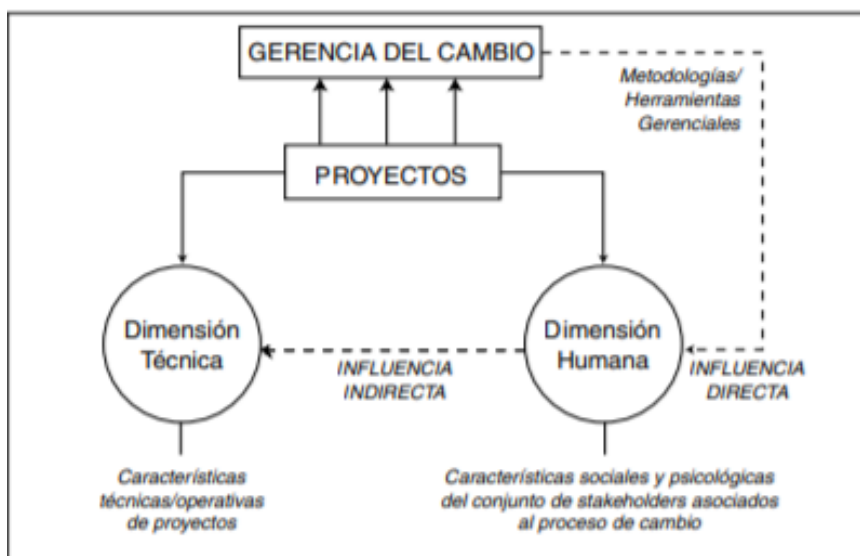 GERENCIA DEL CAMBIO
Metodologías/
Herramientas
Gerenciales
PROYECTOS
Dimensión
Técnica
Dimensión
Humana
INFLUENCIA
INDIRECTA
INFLUENCIA
DIRECTA
Características
técnicas/operativas
de proyectos
Características sociales y psicológicas
del conjunto de stakeholders asociados
al proceso de cambio